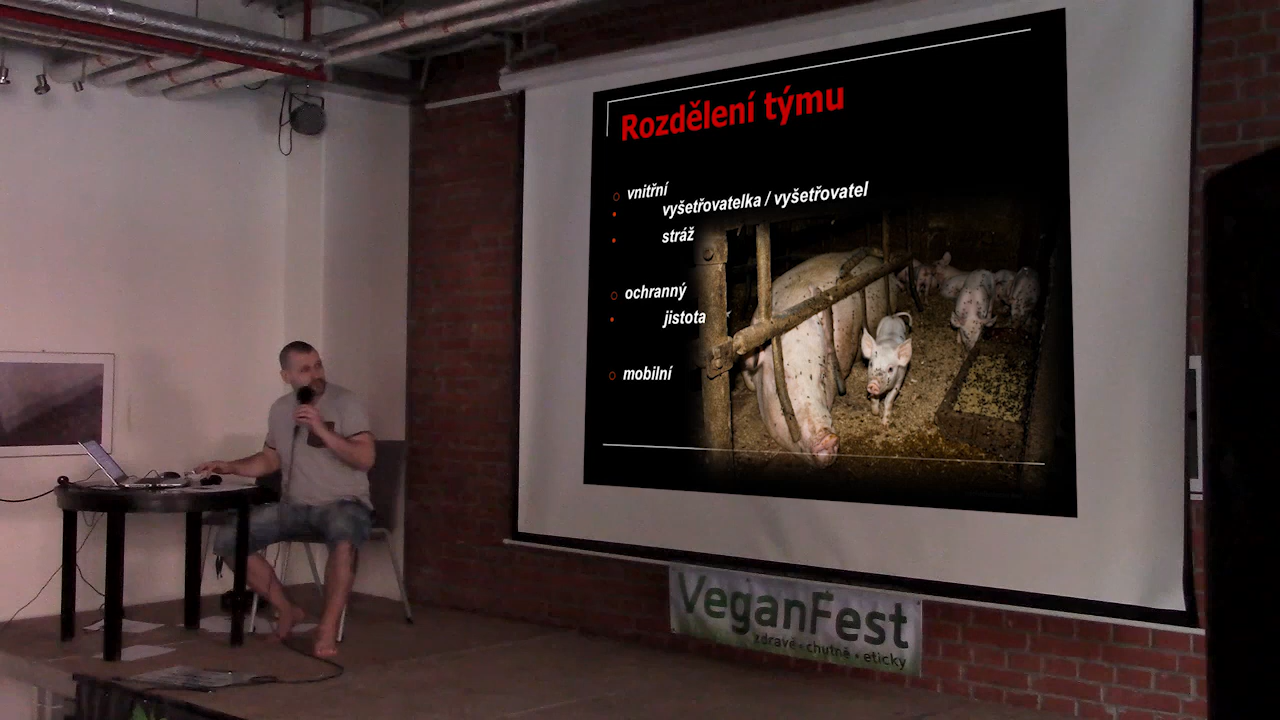 Rozdělení týmu
vnitřní
vyšetřovatelka / vyšetřovatel
stráž
ochranný
jistota
mobilní
VeganFest
zdravě • chutně • eticky